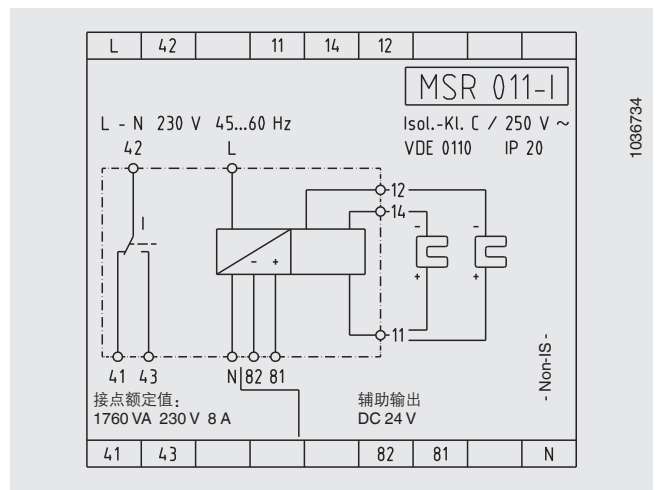 L 42 11 14 12
MSR 011-I
L - N 230 V 45...60 Hz
Isol.-Kl. C / 250 V ~
VDE 0110 IP 20
42 L
12
14
I
- -
- +
+ +
11
41 43 N 82 81
接点额定值：
1760 VA 230 V 8 A
辅助输出
DC 24 V
- Non-IS -
41 43 82 81 N
1036734